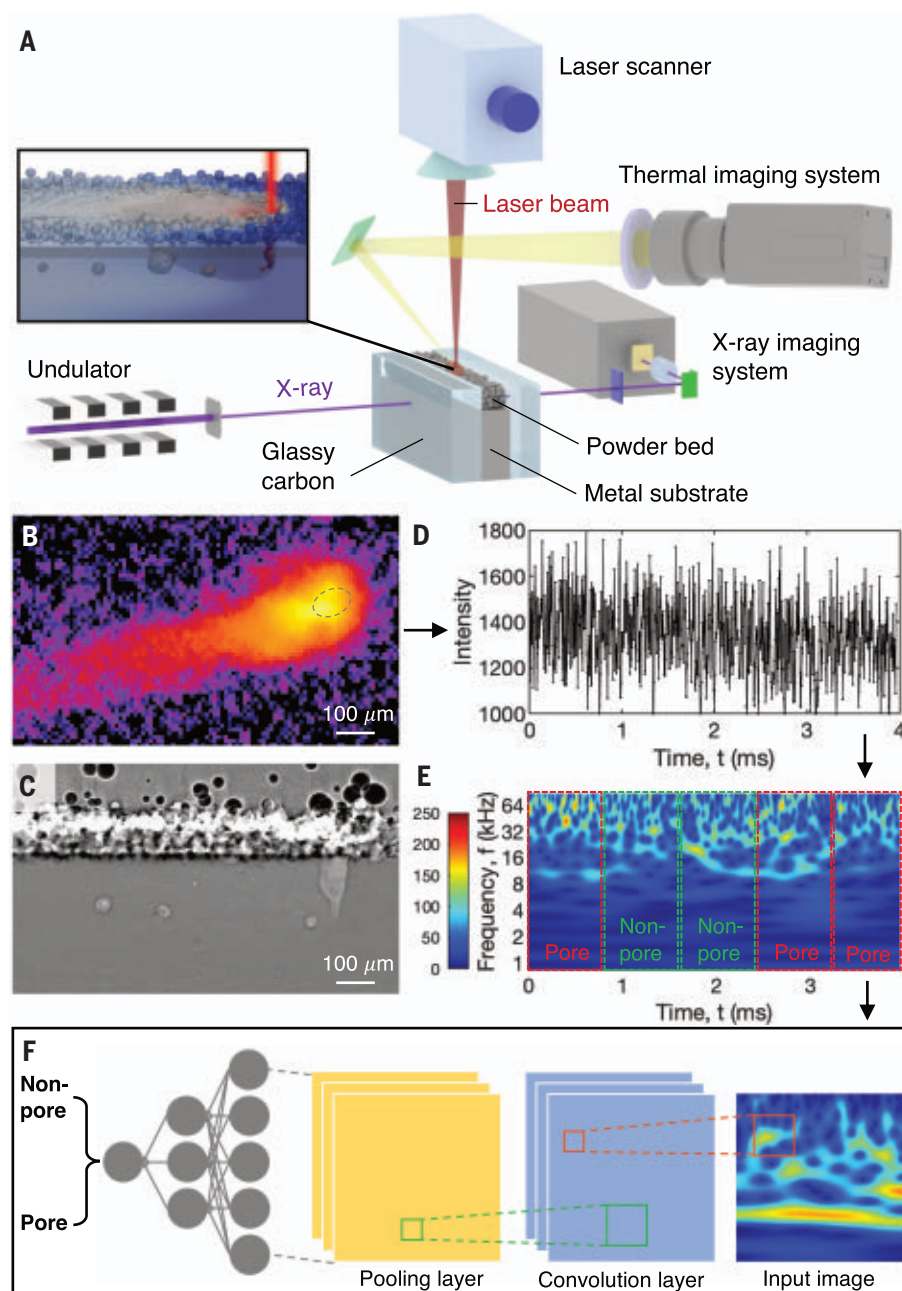 A
Laser scanner
Thermal imaging system
Laser beam
X-ray imaging
system
Undulator
X-ray
Powder bed
Glassy
carbon
Metal substrate
B
100 μm
D
1800
1600
1400
1200
1000
Intensity
0 1 2 3 4
Time, t (ms)
C
100 μm
250
200
150
100
50
0
E
Frequency, f (kHz)
64
32
16
8
4
2
1
Pore
Non-
pore
Non-
pore
Pore
Pore
0 1 2 3
Time, t (ms)
F
Non-
pore
Pore
Pooling layer
Convolution layer
Input image